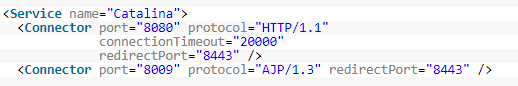 <Service name="Catalina">
<Connector port="8080" protocol="HTTP/1.1"
connectionTimeout="20000"
redirectPort="8443" />
<Connector port="8009" protocol="AJP/1.3" redirectPort="8443" />